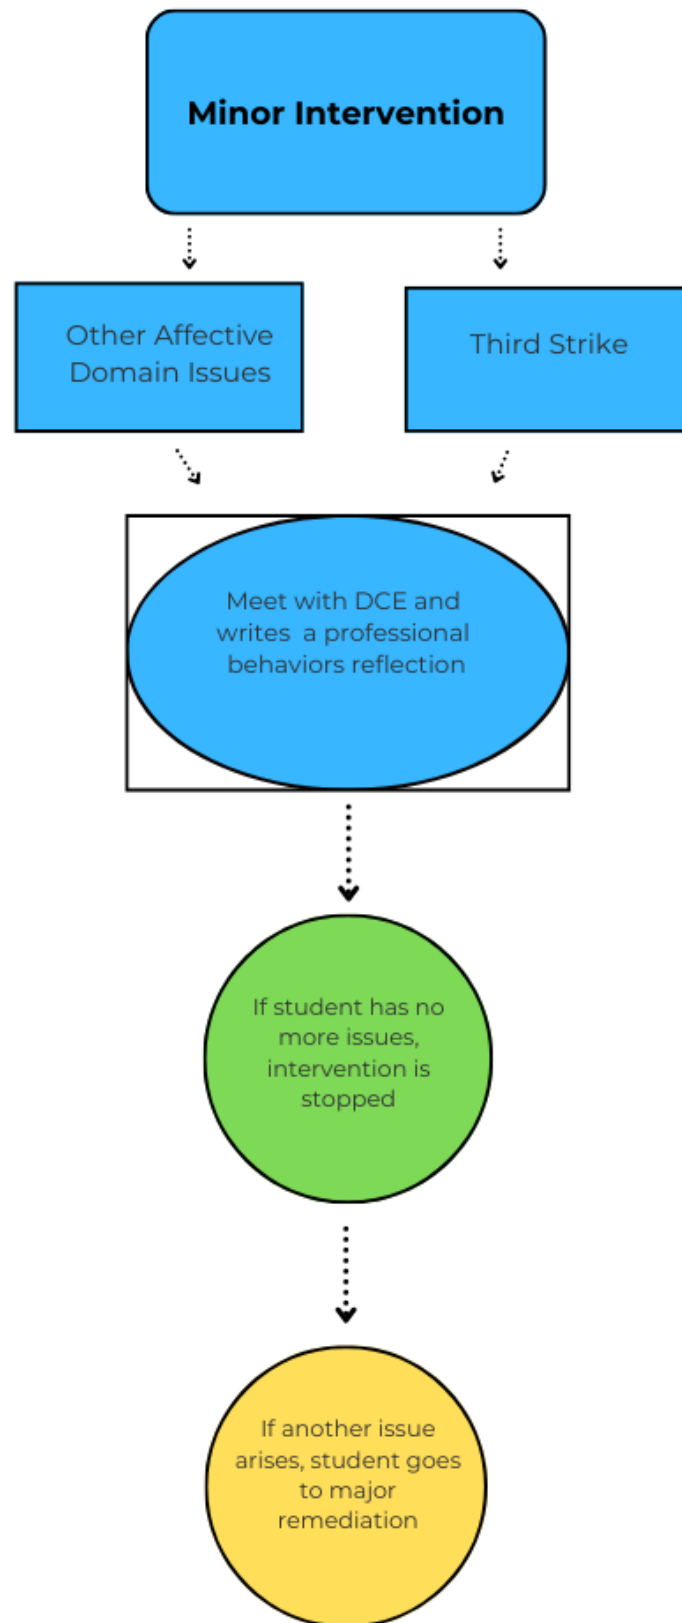 Minor Intervention
Other Affective
Domain Issues
Third Strike
Meet with DCE and
writes a professional
behaviors reflection
If student has no
more issues,
intervention is
stopped
If another issue
arises, student goes
to major
remediation